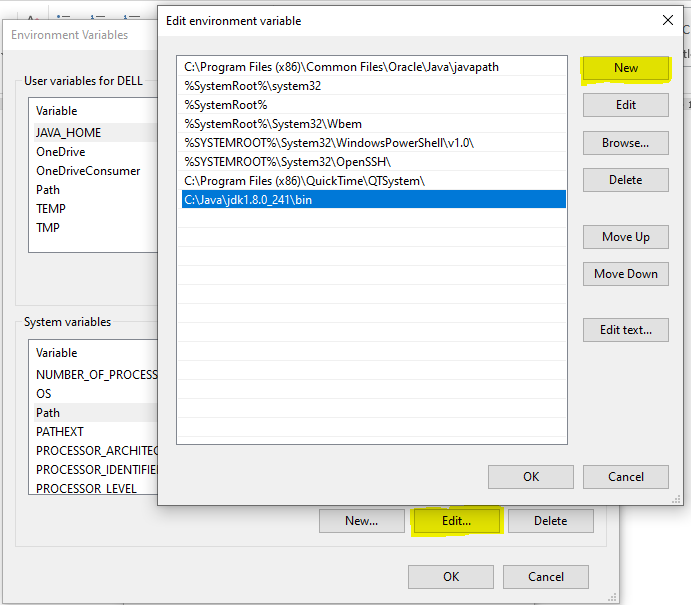 Environment Variables
User variables for DELL
Variable
JAVA_HOME
OneDrive
OneDriveConsumer
Path
TEMP
TMP
System variables
Variable
NUMBER_OF_PROCESS
OS
Path
PATHEXT
PROCESSOR_ARCHITEC
PROCESSOR_IDENTIFIE
PROCESSOR_LEVEL
New...
Edit...
Delete
OK
Cancel
Edit environment variable
C:\Program Files (x86)\Common Files\Oracle\Java\javapath
%SystemRoot%\system32
%SystemRoot%
%SystemRoot%\System32\Wbem
%SYSTEMROOT%\System32\WindowsPowerShell\v1.0\
%SYSTEMROOT%\System32\OpenSSH\
C:\Program Files (x86)\QuickTime\QTSystem\
C:\Java\jdk1.8.0_241\bin
New
Edit
Browse...
Delete
Move Up
Move Down
Edit text...
OK
Cancel